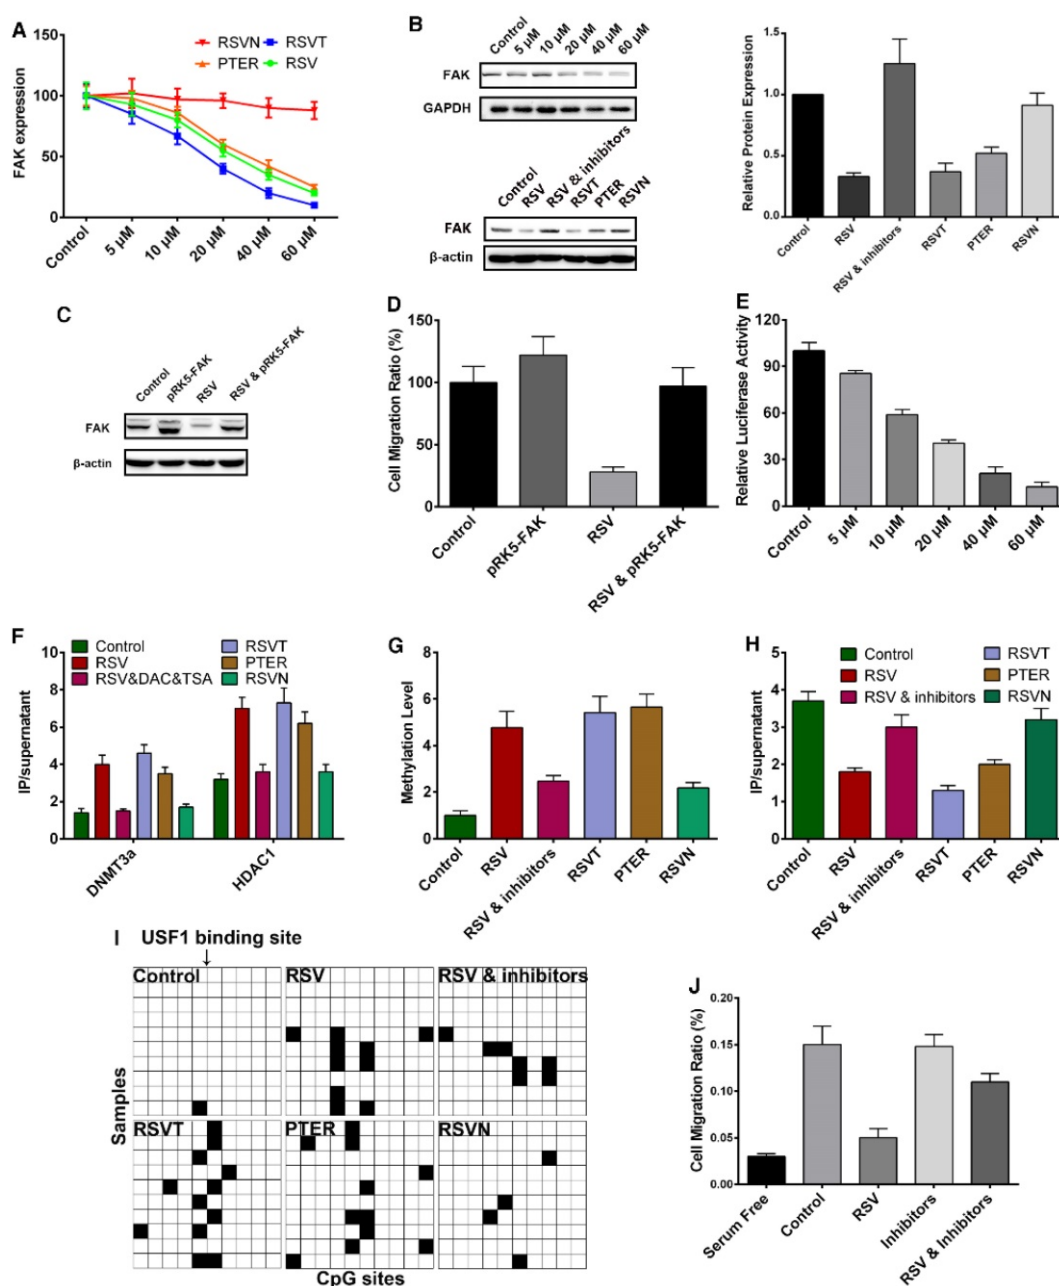 A
FAK expression
150
100
50
0
RSVN
RSVT
PTER
RSV
Control
5 μM
10 μM
20 μM
40 μM
60 μM
B
Control
5 μM
10 μM
20 μM
40 μM
60 μM
FAK
GAPDH
Control
RSV
RSV & inhibitors
RSVT
PTER
RSVN
FAK
β-actin
Relative Protein Expression
1.5
1.0
0.5
0.0
Control
RSV
RSV & inhibitors
RSVT
PTER
RSVN
C
Control
pRK5-FAK
RSV
RSV & pRK5-FAK
FAK
β-actin
D
Cell Migration Ratio (%)
150
100
50
0
Control
pRK5-FAK
RSV
RSV & pRK5-FAK
E
Relative Luciferase Activity
120
90
60
30
0
Control
5 μM
10 μM
20 μM
40 μM
60 μM
F
IP/supernatant
10
8
6
4
2
0
Control
RSV
RSV&DAC&TSA
RSVT
PTER
RSVN
DNMT3a
HDAC1
G
Methylation Level
8
6
4
2
0
Control
RSV
RSV & inhibitors
RSVT
PTER
RSVN
H
IP/supernatant
5
4
3
2
1
0
Control
RSV
RSV & inhibitors
RSVT
PTER
RSVN
Control
RSV
RSV & inhibitors
RSVT
PTER
RSVN
I
USF1 binding site
Control
RSV
RSV & inhibitors
RSVT
PTER
RSVN
Samples
CpG sites
J
Cell Migration Ratio (%)
0.20
0.15
0.10
0.05
0.00
Serum Free
Control
RSV
Inhibitors
RSV & Inhibitors